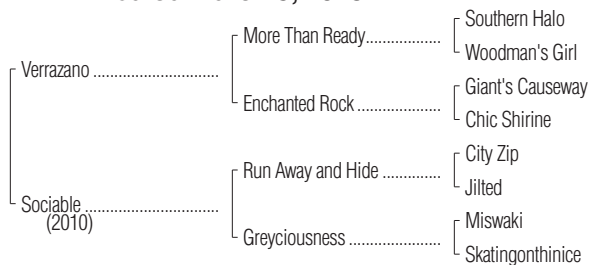 More Than Ready
Southern Halo
Woodman's Girl
Verrazano
Enchanted Rock
Giant's Causeway
Chic Shirine
Run Away and Hide
City Zip
Jilted
Sociable
(2010)
Greyciousness
Miswaki
Skatingonthinice